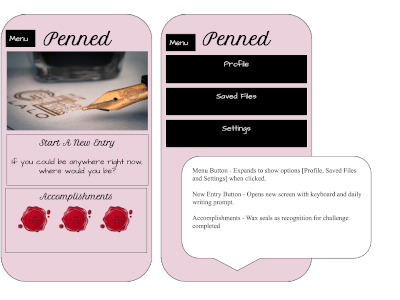 Menu
Penned
Start A New Entry
If you could be anywhere right now,
where would you be?
Accomplishments
Menu
Penned
Profile
Saved Files
Settings
Menu Button - Expands to show options [Profile, Saved Files
and Settings] when clicked.
New Entry Button - Opens new screen with keyboard and daily
writing prompt.
Accomplishments - Wax seals as recognition for challenge
completed